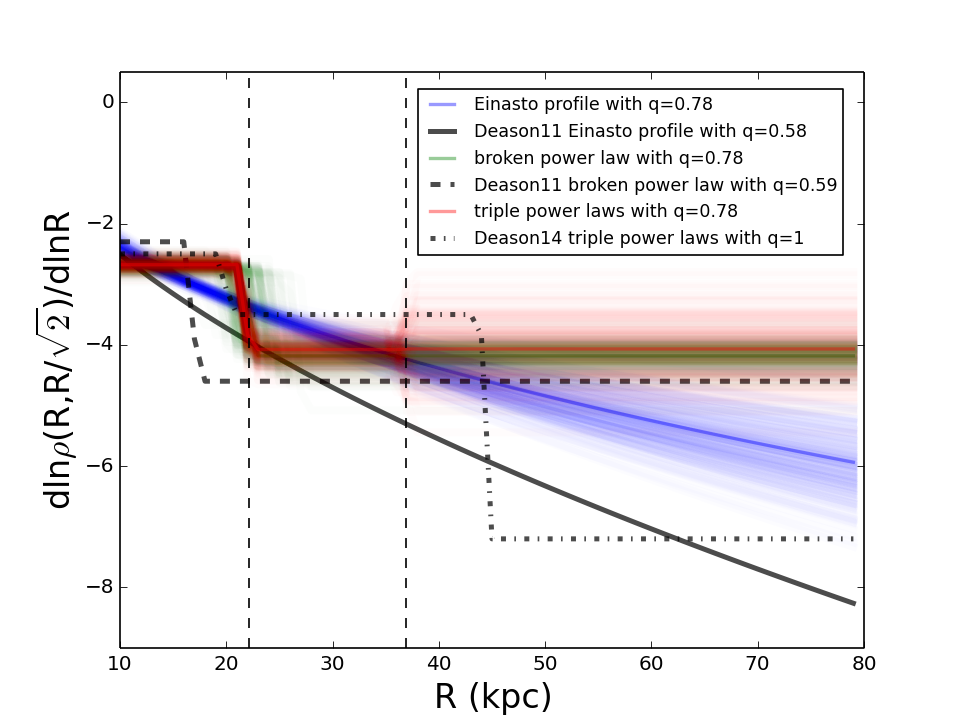 0
−2
−4
−6
−8
10 20 30 40 50 60 70 80
R (kpc)
dlnρ(R,R/√2)/dlnR
Einasto profile with q=0.78
Deason11 Einasto profile with q=0.58
broken power law with q=0.78
Deason11 broken power law with q=0.59
triple power laws with q=0.78
Deason14 triple power laws with q=1